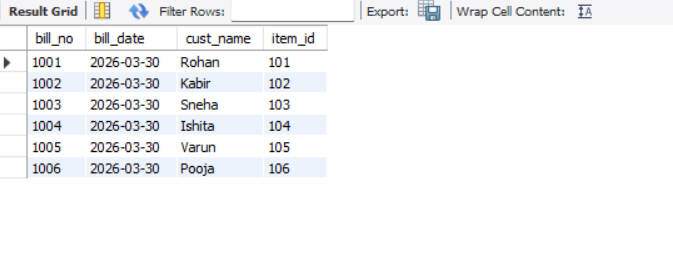 Result Grid Filter Rows: Export: Wrap Cell Content: IA
bill_no bill_date cust_name item_id
1001 2026-03-30 Rohan 101
1002 2026-03-30 Kabir 102
1003 2026-03-30 Sneha 103
1004 2026-03-30 Ishita 104
1005 2026-03-30 Varun 105
1006 2026-03-30 Pooja 106